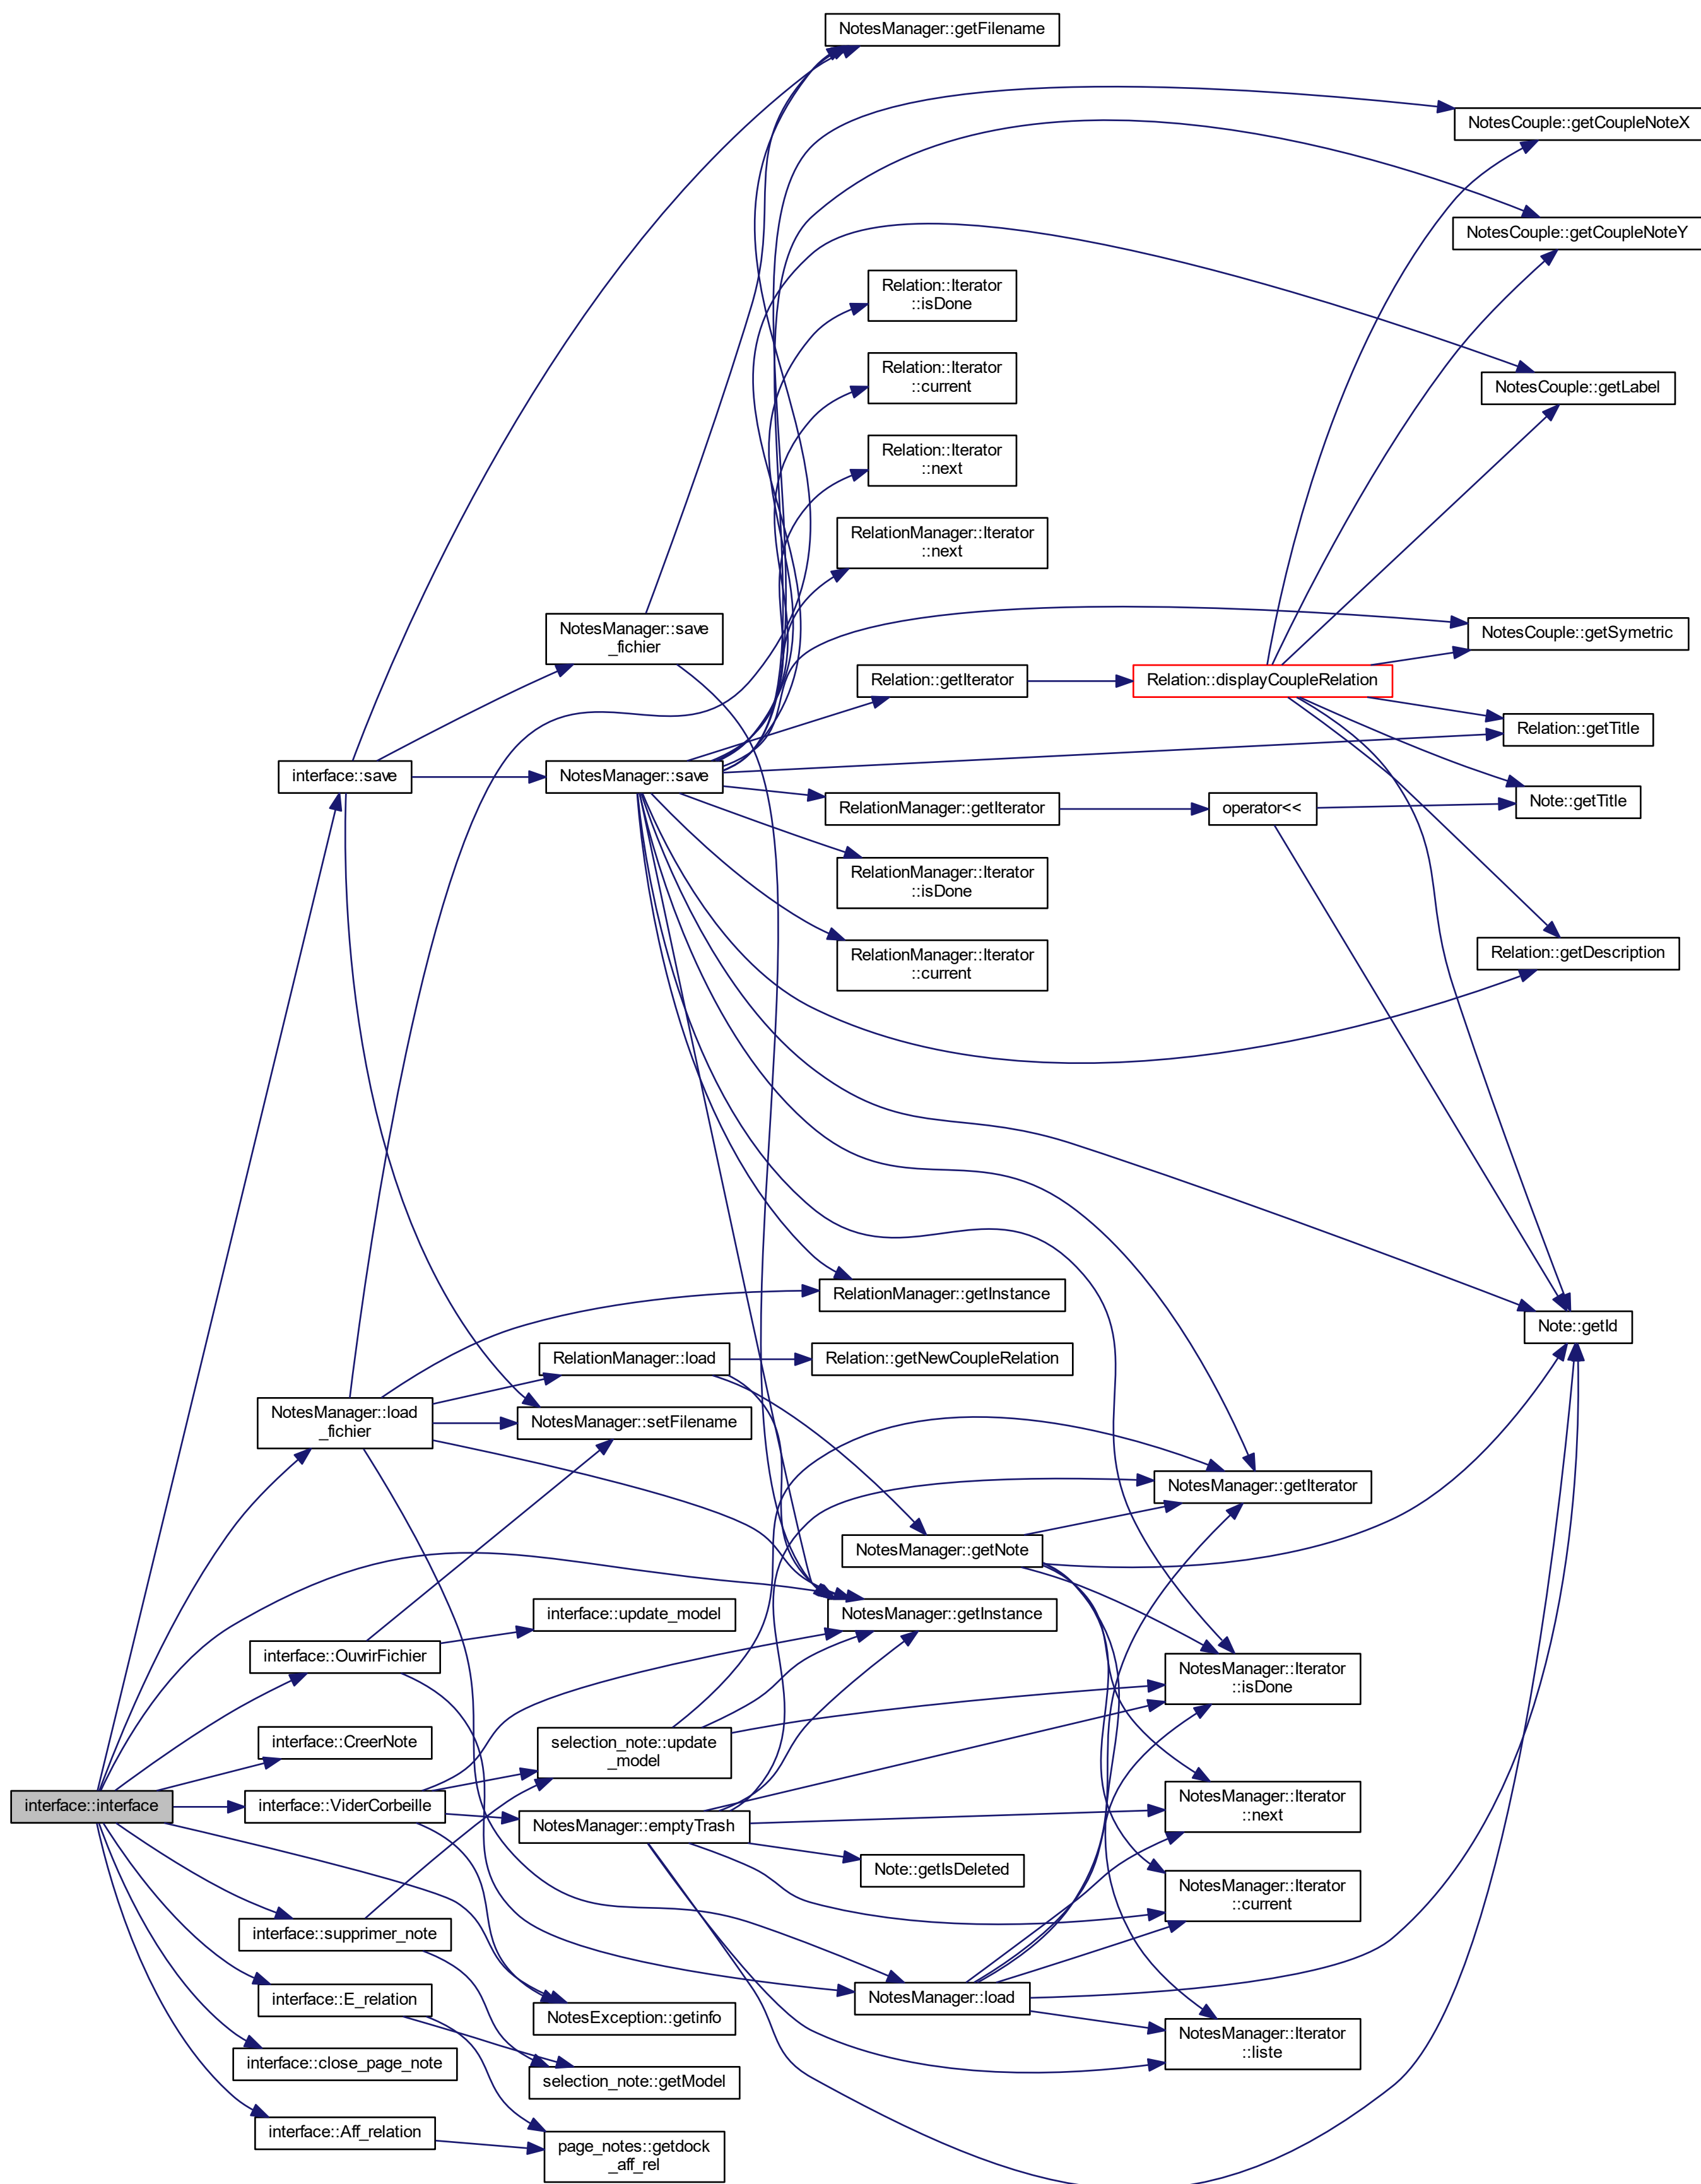 NotesManager::getFilename
NotesCouple::getCoupleNoteX
NotesCouple::getCoupleNoteY
Relation::Iterator
::isDone
Relation::Iterator
::current
NotesCouple::getLabel
Relation::Iterator
::next
RelationManager::Iterator
::next
NotesManager::save
_fichier
NotesCouple::getSymetric
Relation::getIterator
Relation::displayCoupleRelation
Relation::getTitle
interface::save
NotesManager::save
RelationManager::getIterator
operator<<
Note::getTitle
RelationManager::Iterator
::isDone
RelationManager::Iterator
::current
Relation::getDescription
RelationManager::getInstance
Note::getId
RelationManager::load
Relation::getNewCoupleRelation
NotesManager::load
_fichier
NotesManager::setFilename
NotesManager::getIterator
NotesManager::getNote
interface::update_model
NotesManager::getInstance
interface::OuvrirFichier
NotesManager::Iterator
::isDone
interface::CreerNote
selection_note::update
_model
interface::interface
interface::ViderCorbeille
NotesManager::emptyTrash
NotesManager::Iterator
::next
Note::getIsDeleted
NotesManager::Iterator
::current
interface::supprimer_note
interface::E_relation
NotesManager::load
NotesException::getinfo
NotesManager::Iterator
::liste
interface::close_page_note
selection_note::getModel
interface::Aff_relation
page_notes::getdock
_aff_rel